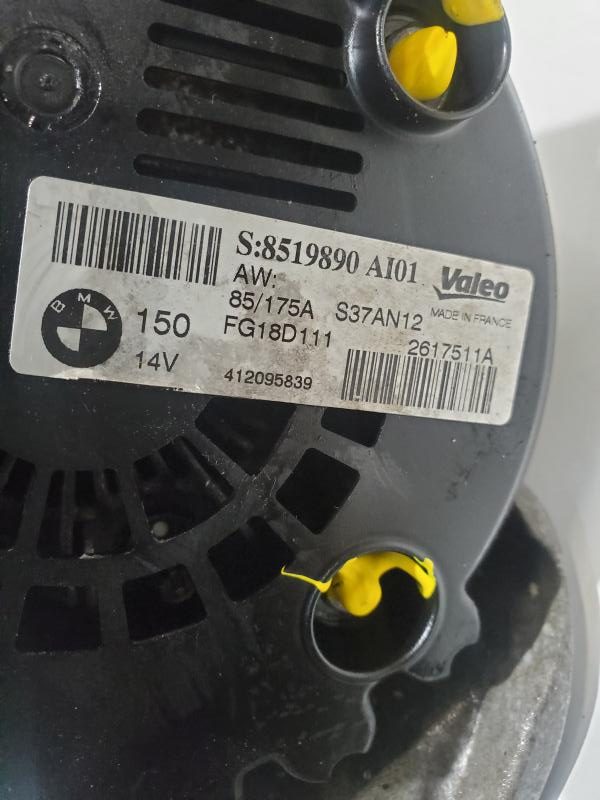 S:8519890 AI01
AW:
Valeo
85/175A S37AN12 MADE IN FRANCE
BMW
150 FG18D111 2617511A
14V 412095839